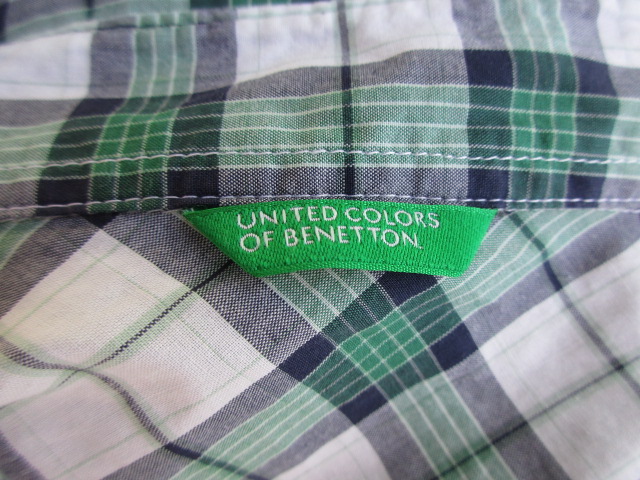 UNITED COLORS
OF BENETTON.